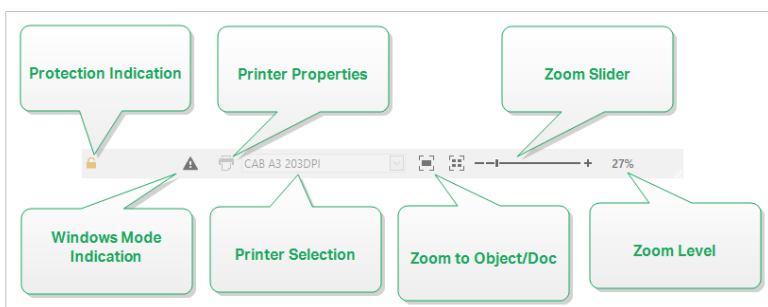 Protection Indication
Printer Properties
Zoom Slider
CAB A3 203DPI
27%
Windows Mode
Indication
Printer Selection
Zoom to Object/Doc
Zoom Level